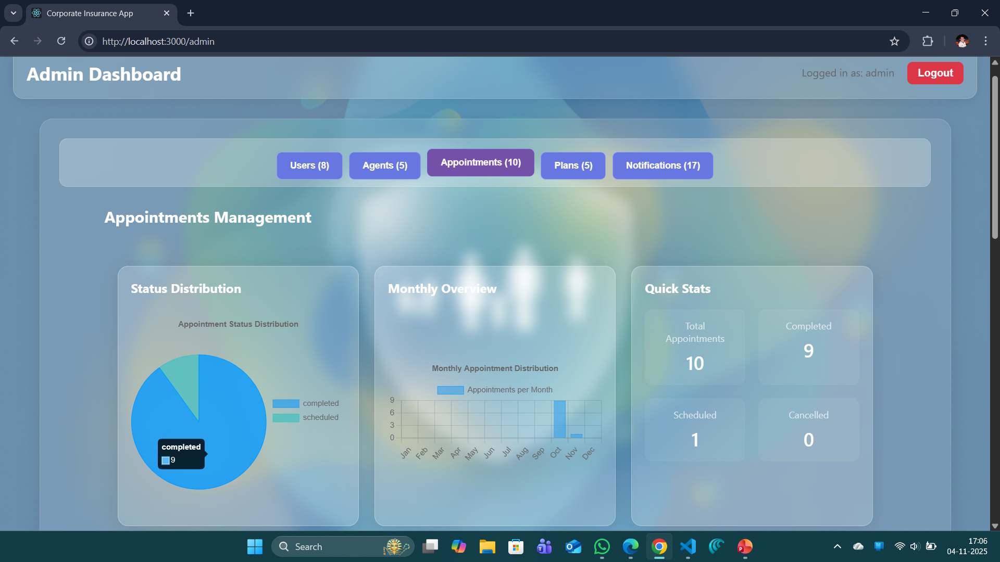 Corporate Insurance App
http://localhost:3000/admin
Admin Dashboard
Logged in as: admin
Logout
Users (8)
Agents (5)
Appointments (10)
Plans (5)
Notifications (17)
Appointments Management
Status Distribution
Appointment Status Distribution
completed
scheduled
completed
9
Monthly Overview
Monthly Appointment Distribution
Appointments per Month
9
6
3
0
Jan
Feb
Mar
Apr
May
Jun
Jul
Aug
Sep
Oct
Nov
Dec
Quick Stats
Total
Appointments
10
Completed
9
Scheduled
1
Cancelled
0
Search
17:06
04-11-2025